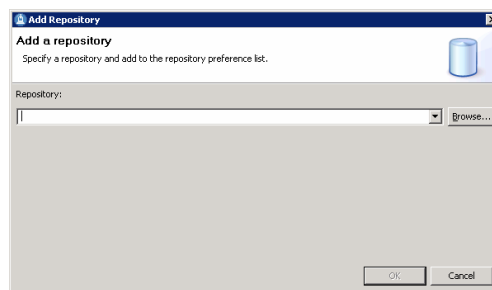 Add Repository
Add a repository
Specify a repository and add to the repository preference list.
Repository:
Browse...
OK
Cancel